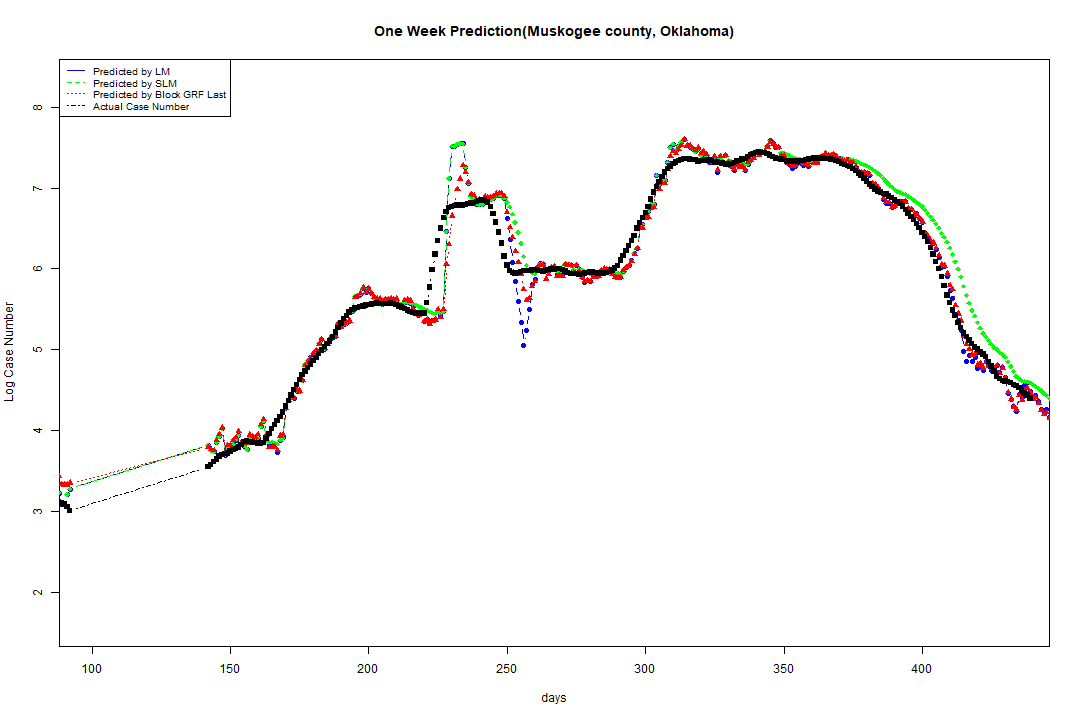 One Week Prediction(Muskogee county, Oklahoma)
Predicted by LM
Predicted by SLM
Predicted by Block GRF Last
Actual Case Number
8
7
6
5
4
3
2
Log Case Number
100 150 200 250 300 350 400
days